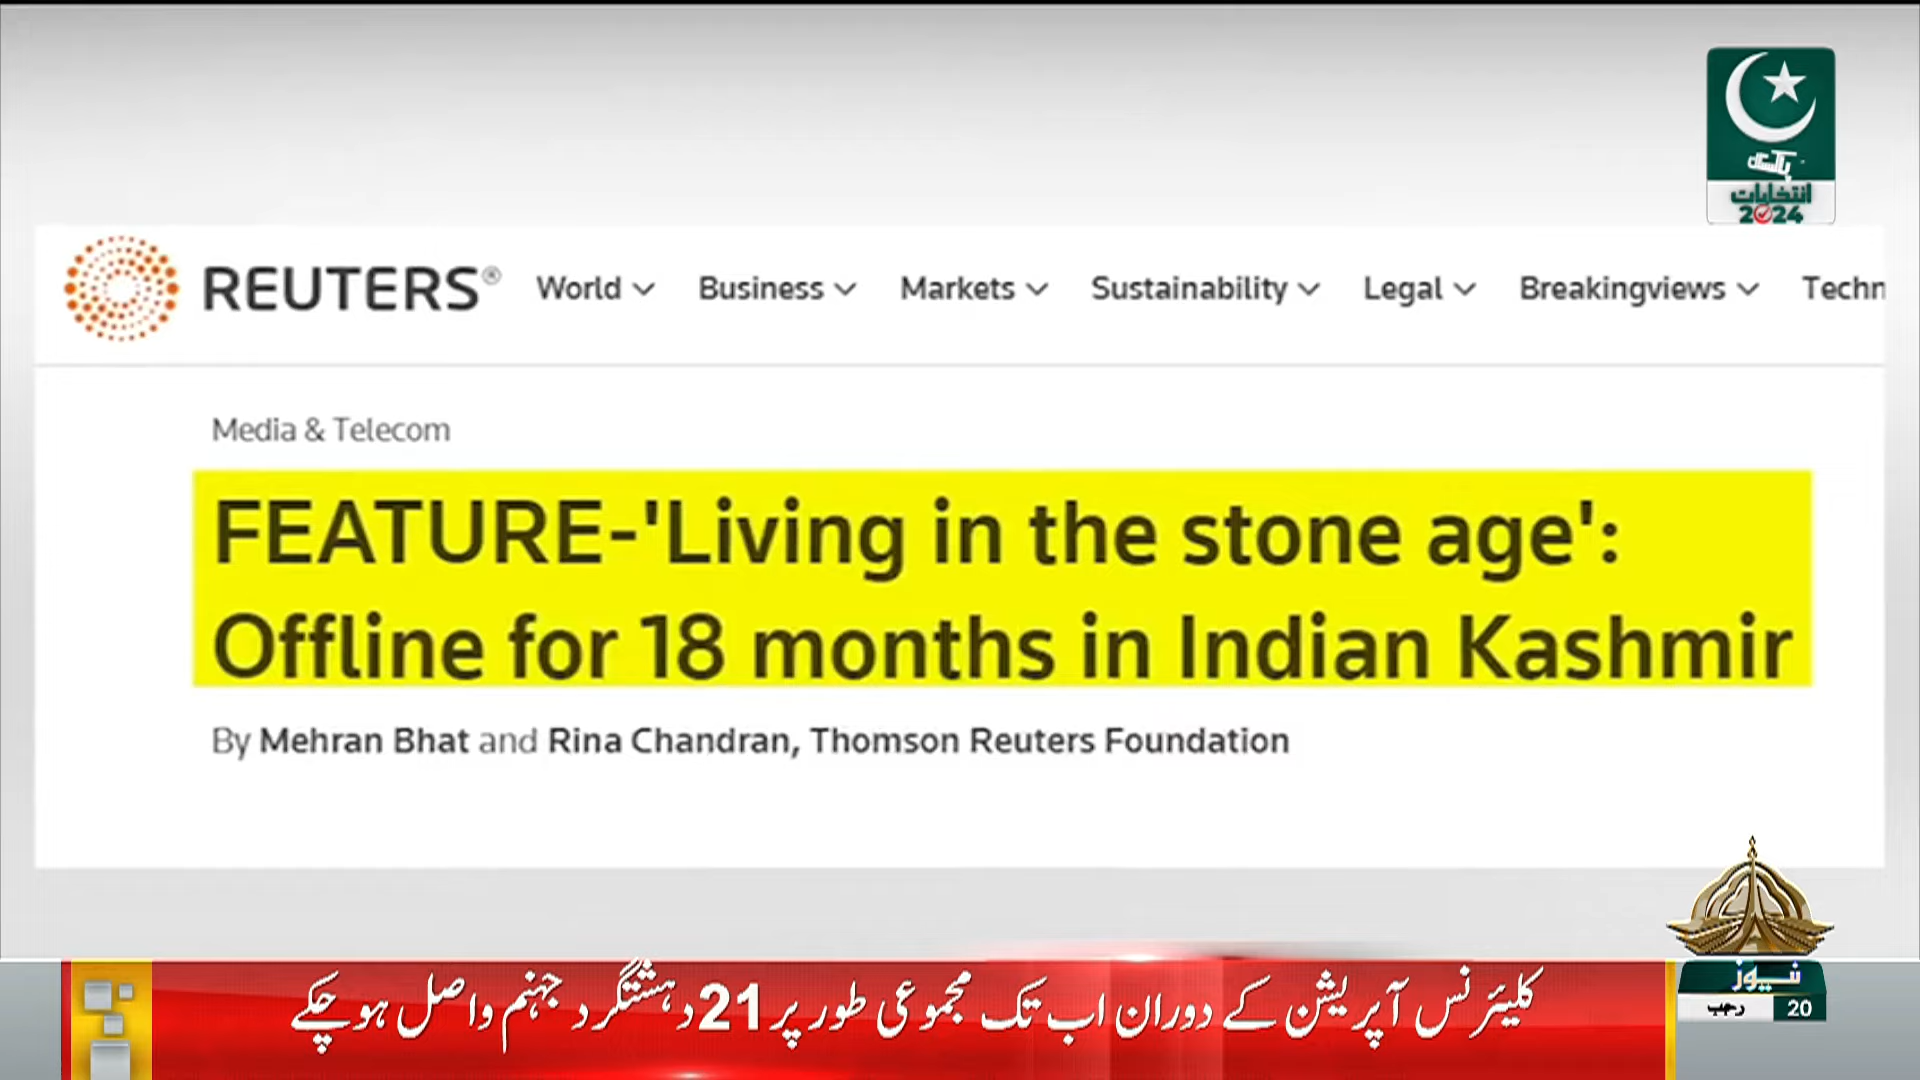 پاکستان
انتخابات
2024
REUTERS®
World Business Markets Sustainability Legal Breakingviews Techn
Media & Telecom
FEATURE-'Living in the stone age':
Offline for 18 months in Indian Kashmir
By Mehran Bhat and Rina Chandran, Thomson Reuters Foundation
نیوز
20 رجب
کلیئرنس آپریشن کے دوران اب تک مجموعی طور پر 21 دہشتگرد جہنم واصل ہو چکے